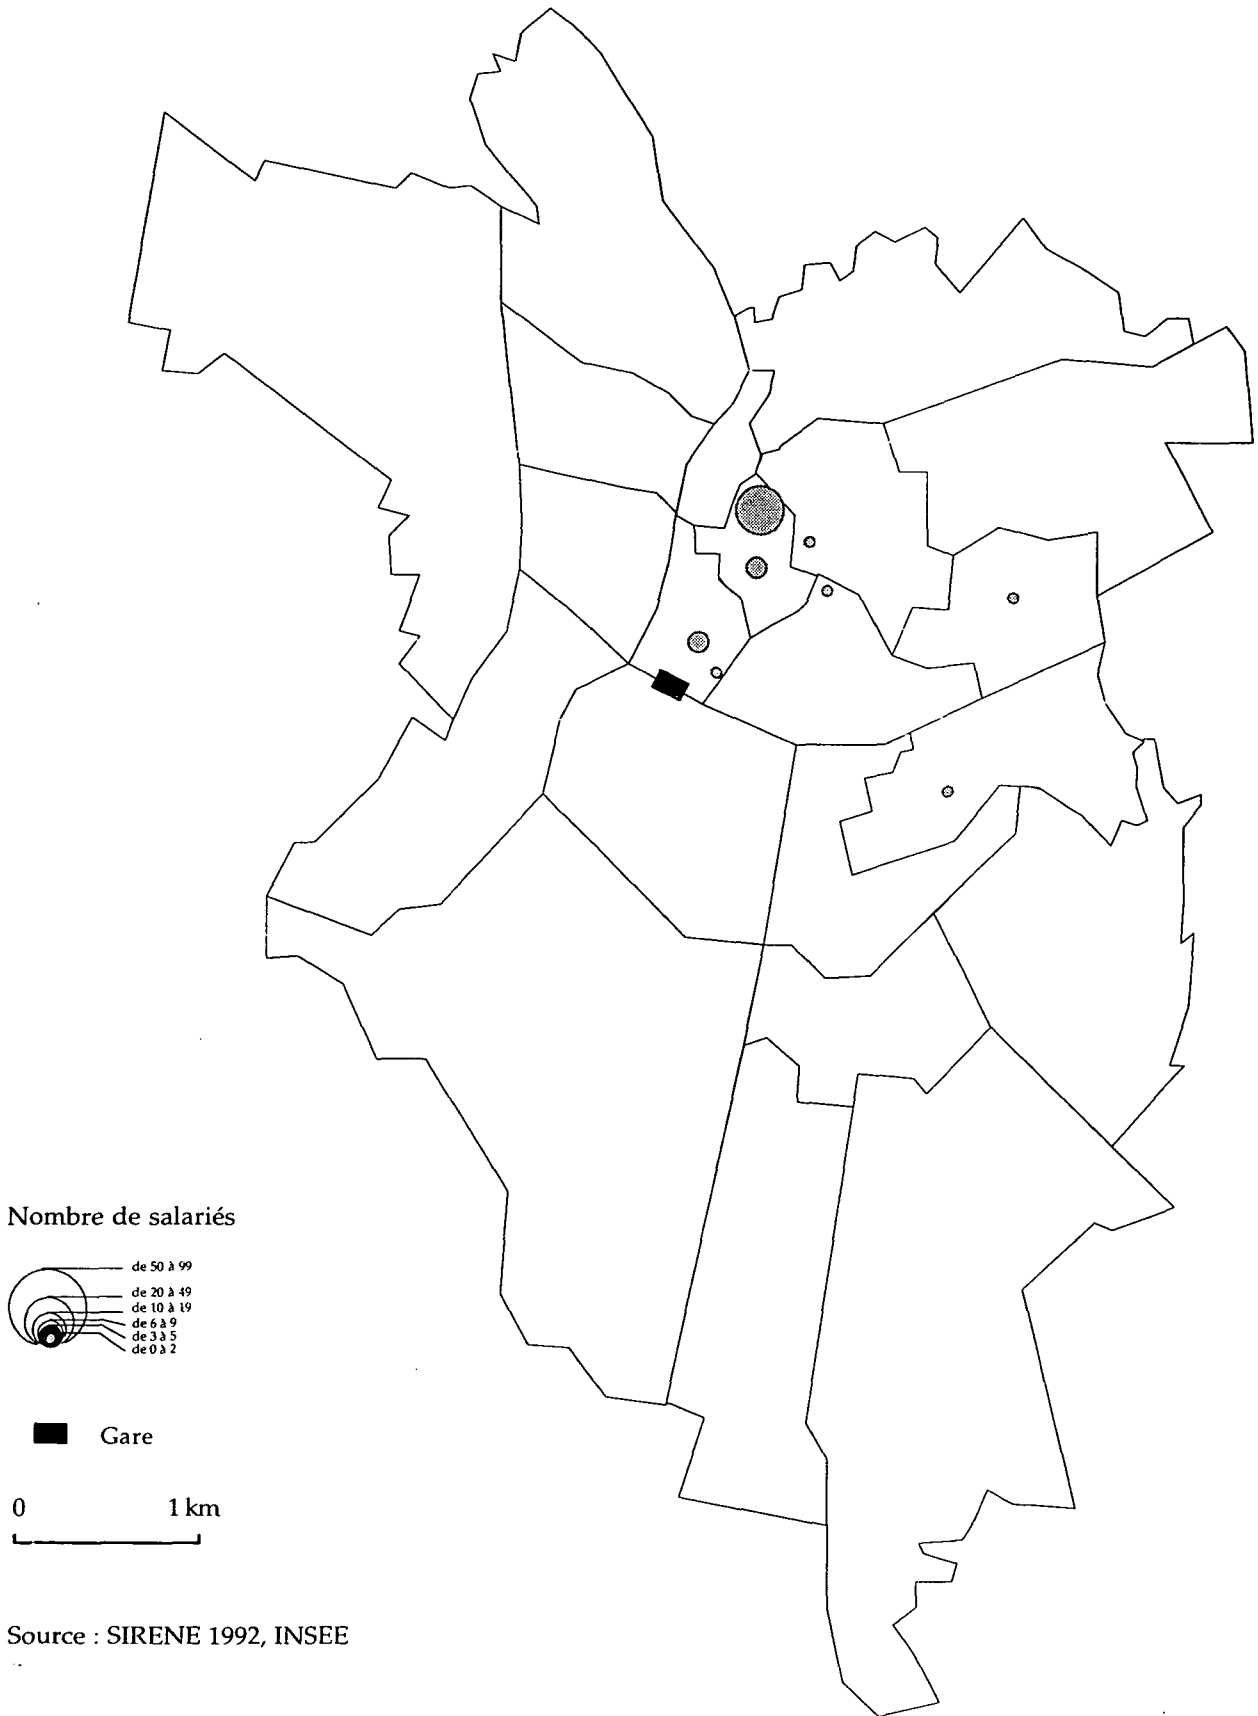 Nombre de salariés
de 50 à 99
de 20 à 49
de 10 à 19
de 6 à 9
de 3 à 5
de 0 à 2
Gare
0 1 km
Source : SIRENE 1992, INSEE